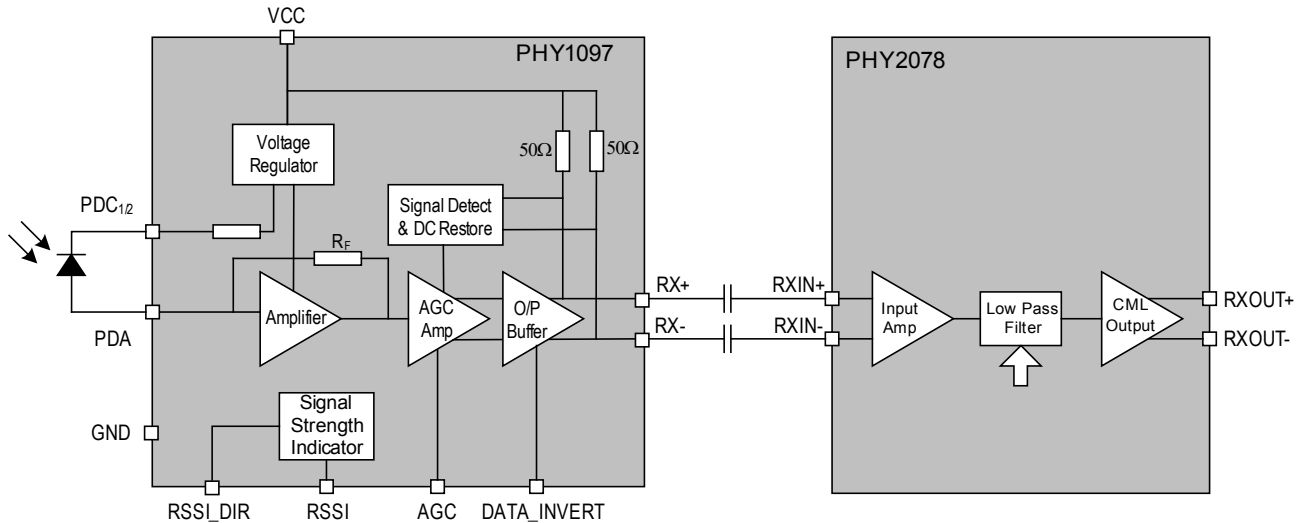 VCC
PHY1097
PHY2078
Voltage
Regulator
50Ω
50Ω
PDC1/2
Signal Detect
& DC Restore
RF
RX+
RXIN+
Amplifier
AGC
Amp
O/P
Buffer
Input
Amp
Low Pass
Filter
CML
Output
RXOUT+
PDA
RX-
RXIN-
RXOUT-
GND
Signal
Strength
Indicator
RSSI_DIR
RSSI
AGC
DATA_INVERT